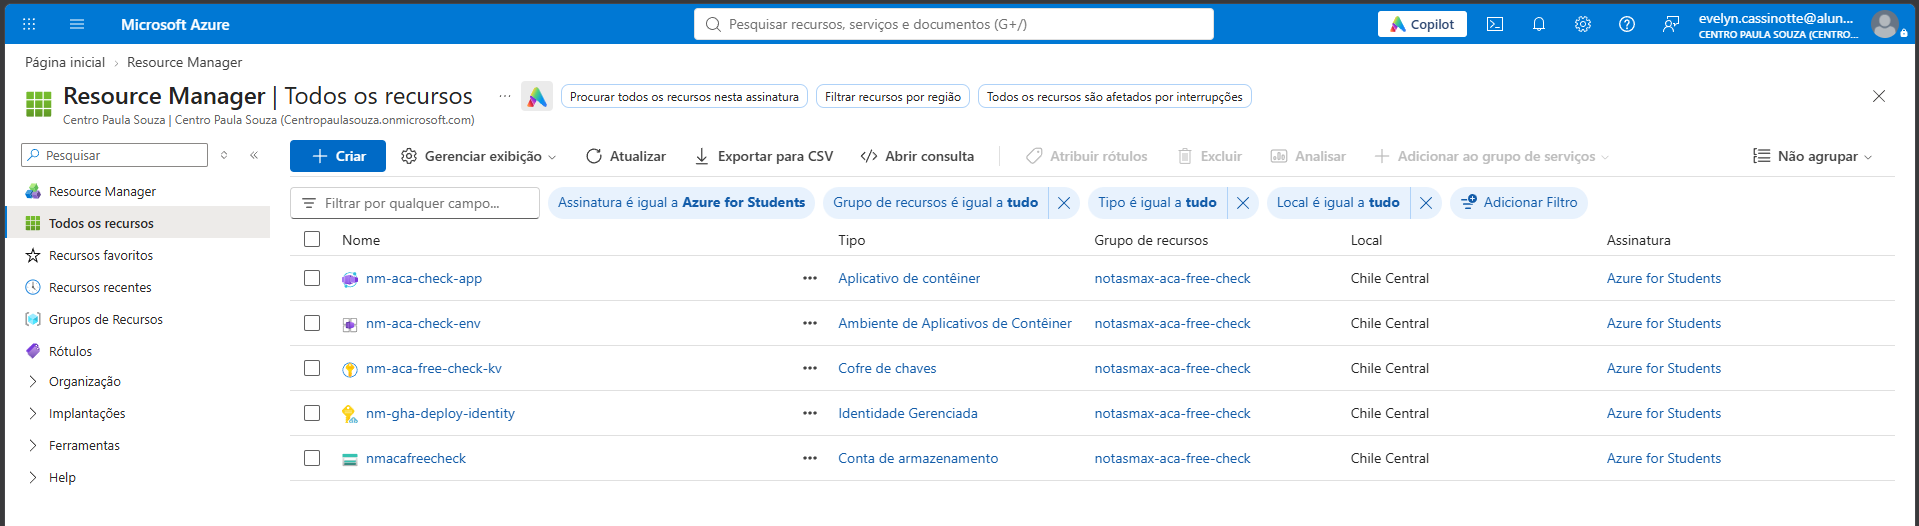 Microsoft Azure
Pesquisar recursos, serviços e documentos (G+/)
Copilot
evelyn.cassinotte@alun...
CENTRO PAULA SOUZA (CENTRO...
Página inicial > Resource Manager
Resource Manager | Todos os recursos ...
Procurar todos os recursos nesta assinatura
Filtrar recursos por região
Todos os recursos são afetados por interrupções
Centro Paula Souza | Centro Paula Souza (Centropaulasouza.onmicrosoft.com)
Pesquisar
Resource Manager
Todos os recursos
Recursos favoritos
Recursos recentes
Grupos de Recursos
Rótulos
Organização
Implantações
Ferramentas
Help
Criar
Gerenciar exibição
Atualizar
Exportar para CSV
Abrir consulta
Atribuir rótulos
Excluir
Analisar
Adicionar ao grupo de serviços
Não agrupar
Filtrar por qualquer campo...
Assinatura é igual a Azure for Students
Grupo de recursos é igual a tudo
Tipo é igual a tudo
Local é igual a tudo
Adicionar Filtro
Nome Tipo Grupo de recursos Local Assinatura
nm-aca-check-app ••• Aplicativo de contêiner notasmax-aca-free-check Chile Central Azure for Students
nm-aca-check-env ••• Ambiente de Aplicativos de Contêiner notasmax-aca-free-check Chile Central Azure for Students
nm-aca-free-check-kv ••• Cofre de chaves notasmax-aca-free-check Chile Central Azure for Students
nm-gha-deploy-identity ••• Identidade Gerenciada notasmax-aca-free-check Chile Central Azure for Students
nmacafreecheck ••• Conta de armazenamento notasmax-aca-free-check Chile Central Azure for Students